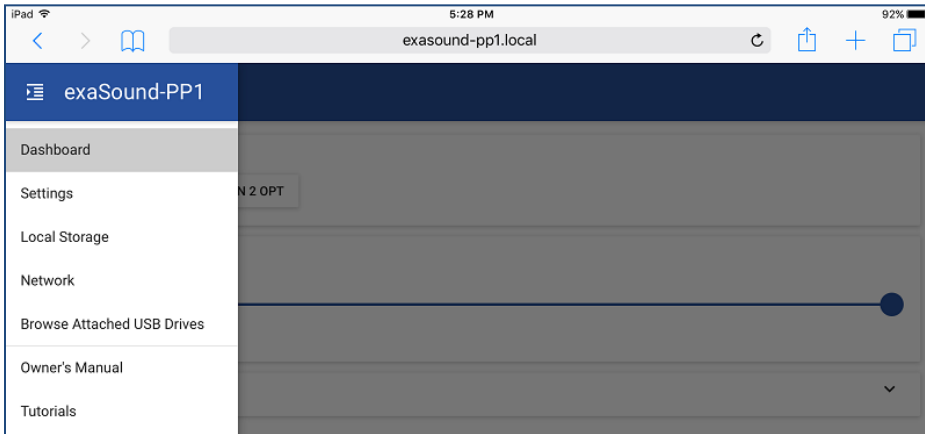 iPad 5:28 PM 92%
exasound-pp1.local
exaSound-PP1
Dashboard
Settings
N 2 OPT
Local Storage
Network
Browse Attached USB Drives
Owner's Manual
Tutorials